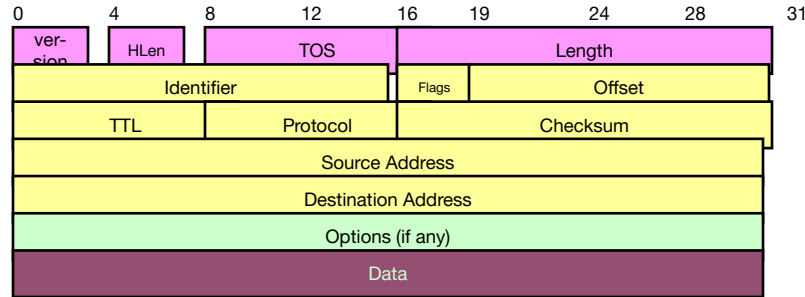 0 4 8 12 16 19 24 28 31
ver-
sion
HLen TOS Length
Identifier Flags Offset
TTL Protocol Checksum
Source Address
Destination Address
Options (if any)
Data